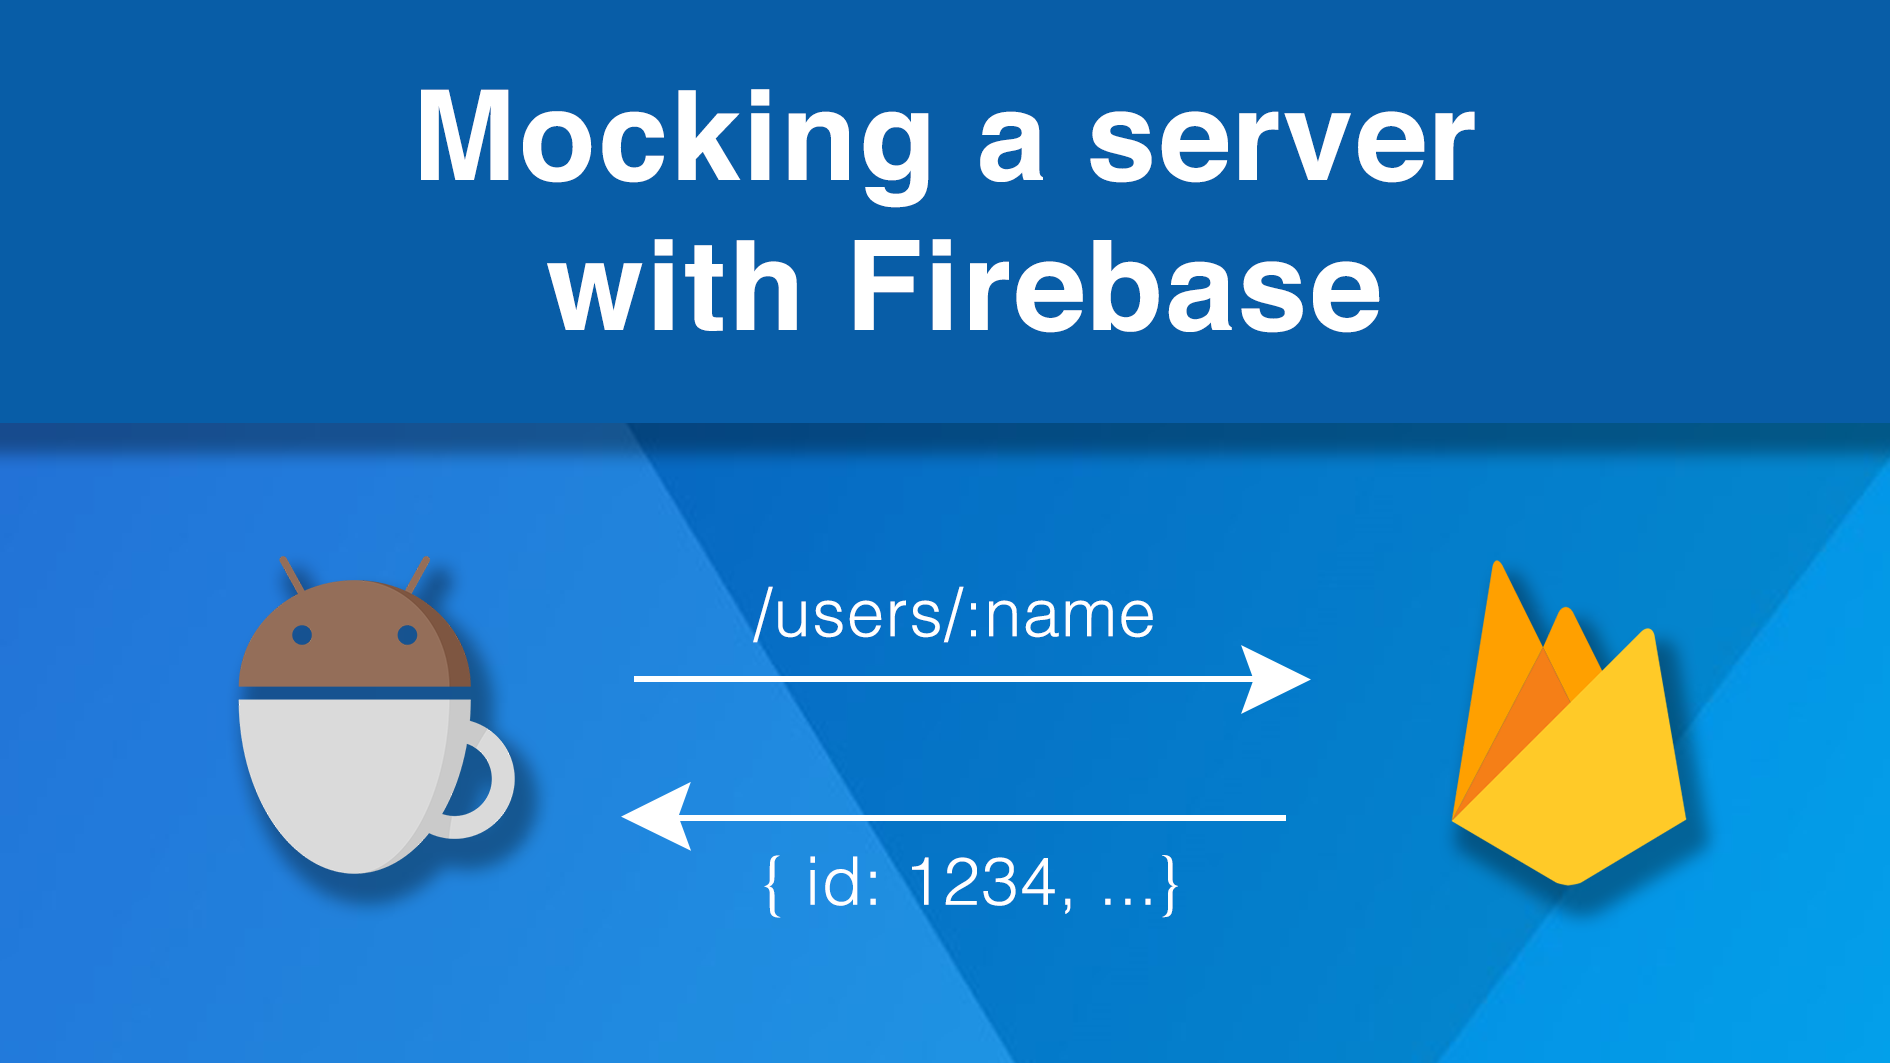 Mocking a server
with Firebase
/users/:name
{ id: 1234, ...}